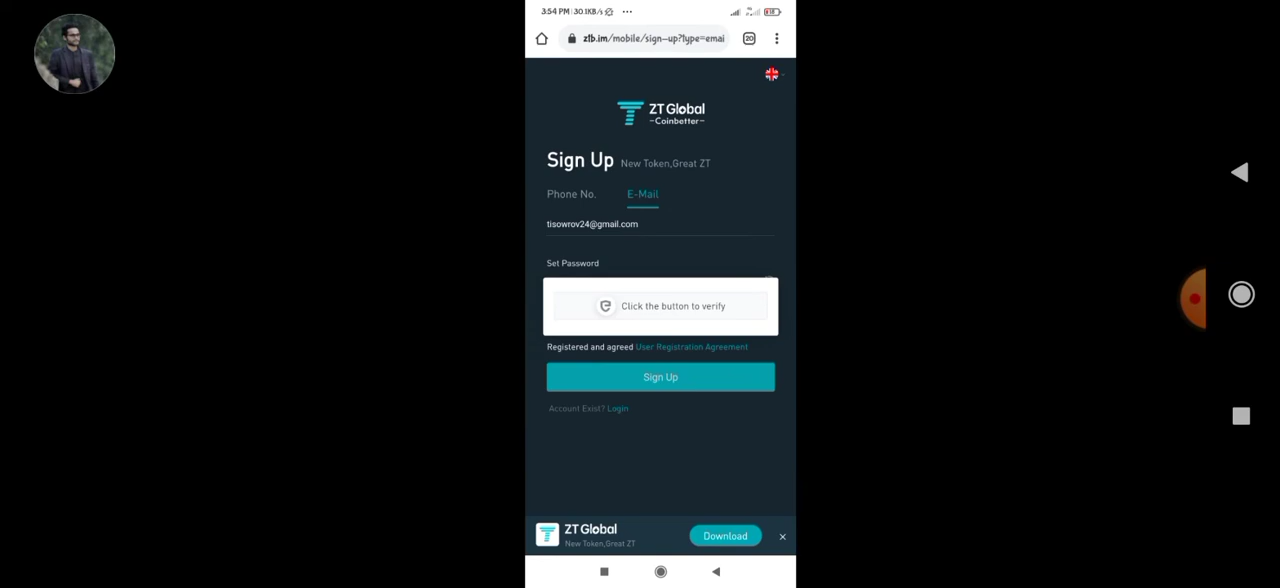 3:54 PM | 30.1KB/s
ztb.im/mobile/sign-up?type=emai
20
ZT Global
-Coinbetter-
Sign Up New Token,Great ZT
Phone No. E-Mail
tisowrov24@gmail.com
Set Password
Click the button to verify
Registered and agreed User Registration Agreement
Sign Up
Account Exist? Login
ZT Global
New Token,Great ZT
Download